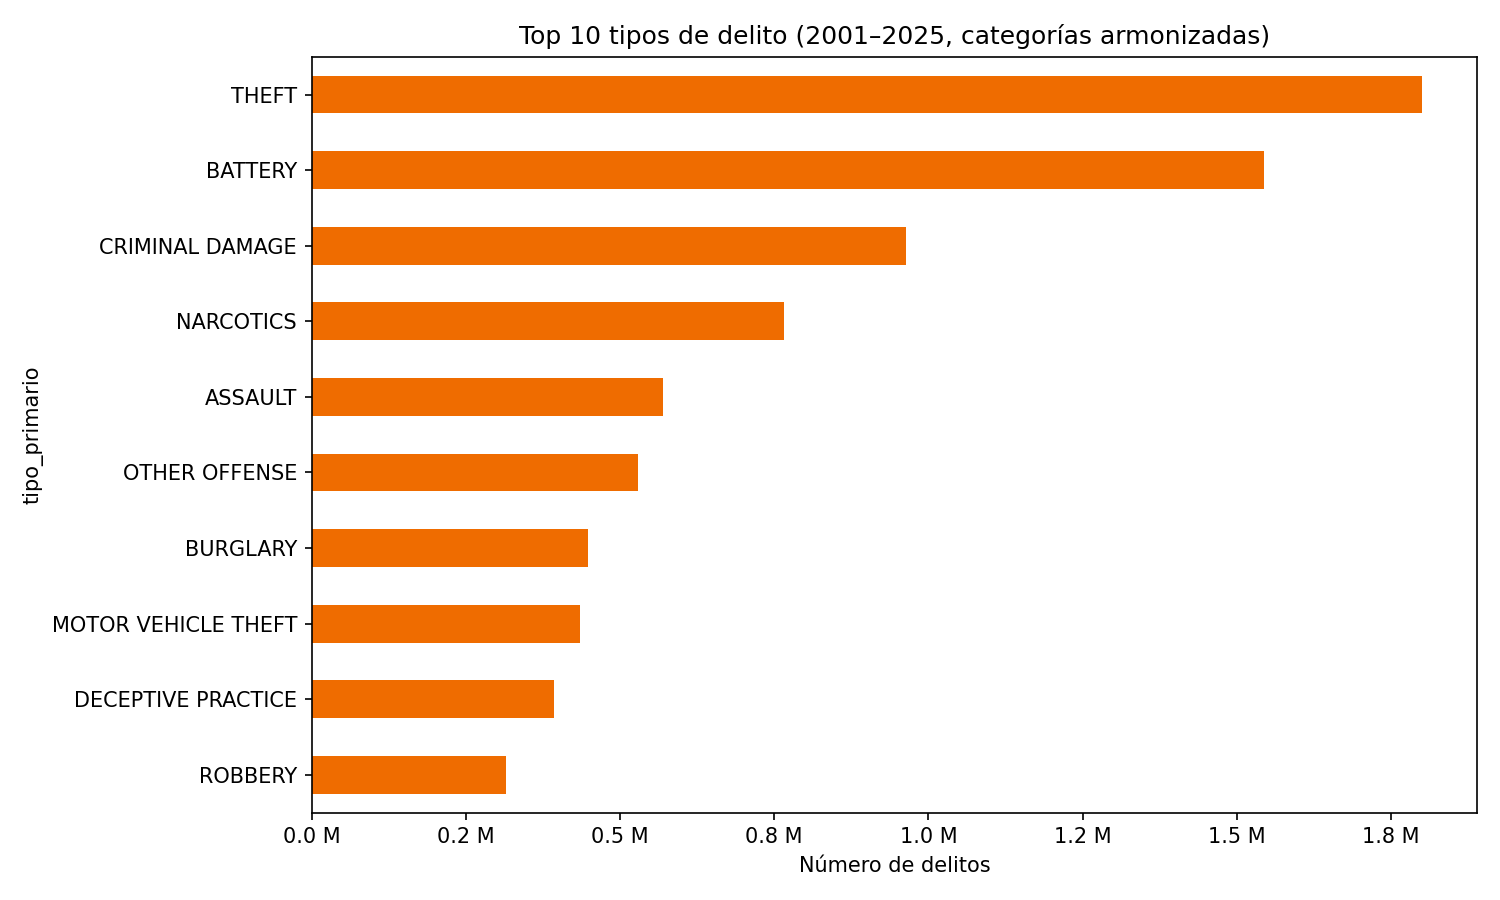 Top 10 tipos de delito (2001–2025, categorías armonizadas)
THEFT
BATTERY
CRIMINAL DAMAGE
NARCOTICS
ASSAULT
OTHER OFFENSE
BURGLARY
MOTOR VEHICLE THEFT
DECEPTIVE PRACTICE
ROBBERY
tipo_primario
0.0 M 0.2 M 0.5 M 0.8 M 1.0 M 1.2 M 1.5 M 1.8 M
Número de delitos